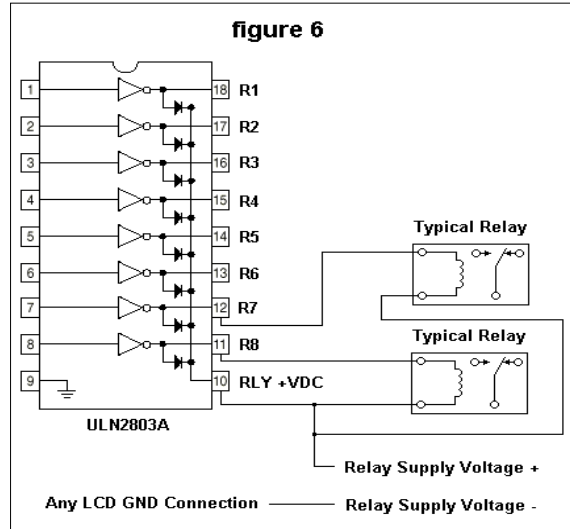 figure 6
1 18 R1
2 17 R2
3 16 R3
4 15 R4
5 14 R5
6 13 R6
7 12 R7
8 11 R8
9 10 RLY +VDC
ULN2803A
Typical Relay
Typical Relay
Relay Supply Voltage +
Any LCD GND Connection Relay Supply Voltage -